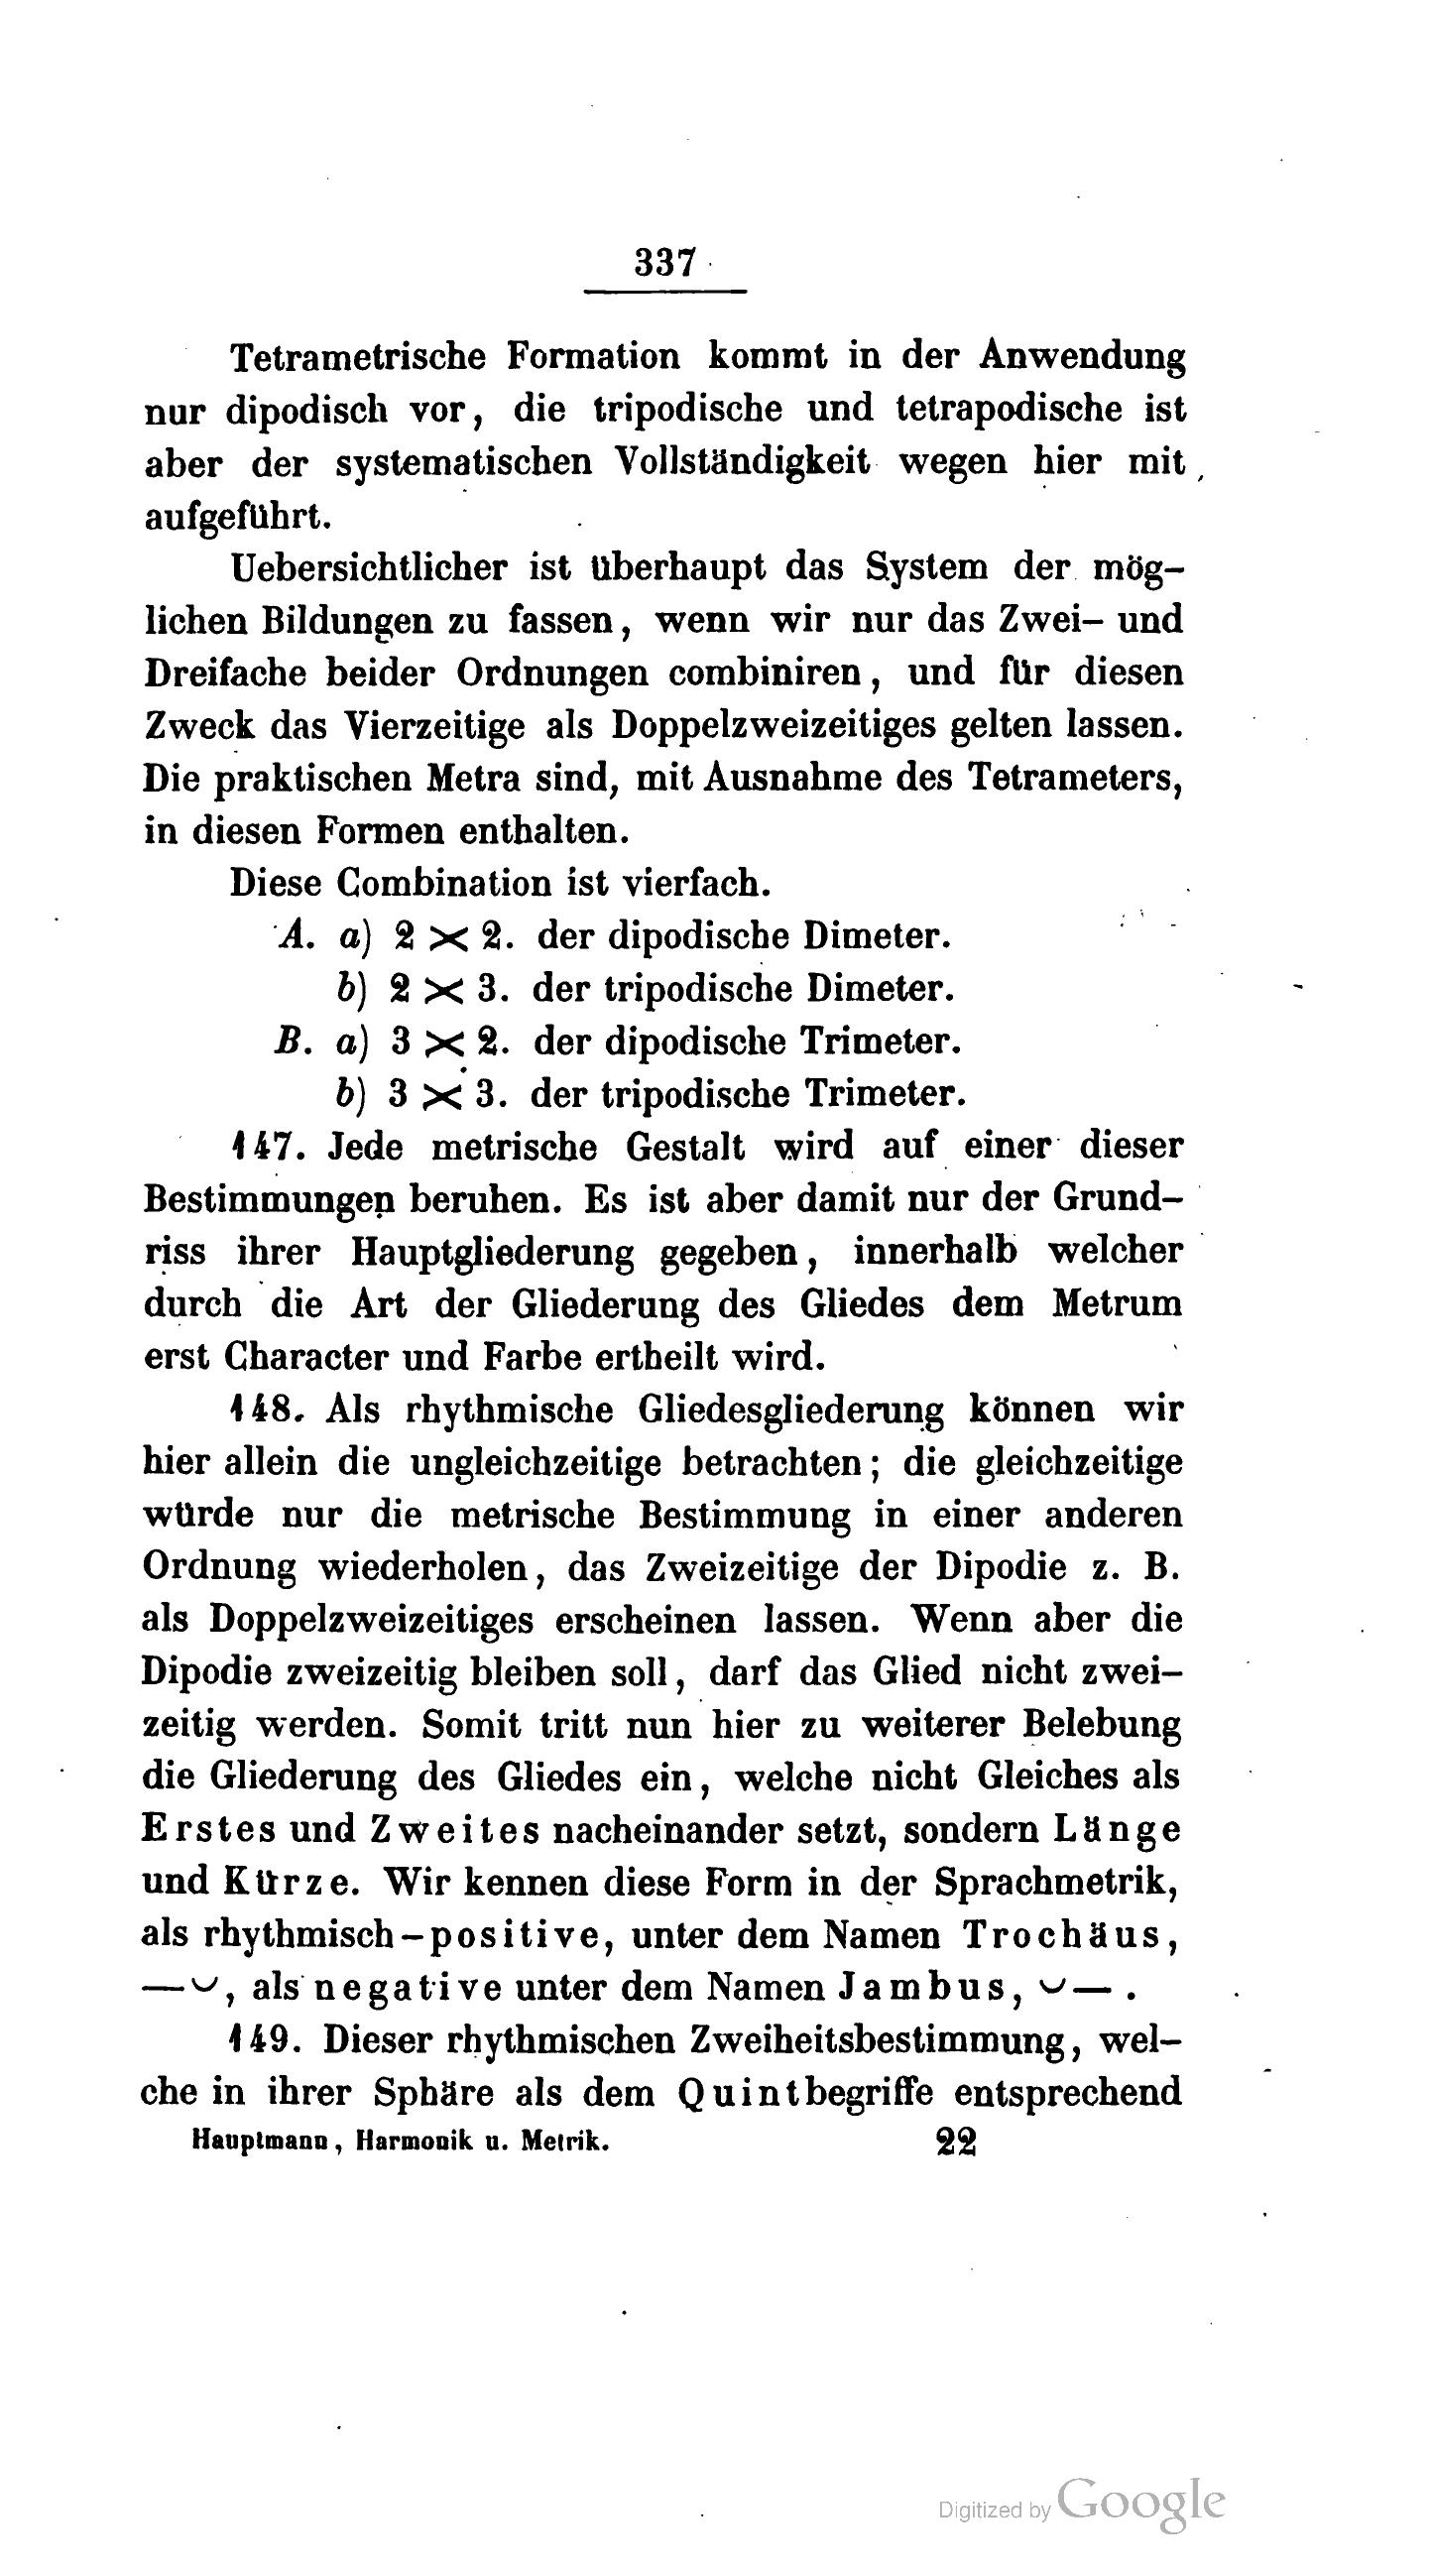 337
Tetrametrische Formation kommt in der Anwendung
nur dipodisch vor, die tripodische und tetrapodische ist
aber der systematischen Vollständigkeit wegen hier mit
aufgeführt.
Uebersichtlicher ist überhaupt das System der mög-
lichen Bildungen zu fassen, wenn wir nur das Zwei- und
Dreifache beider Ordnungen combiniren, und für diesen
Zweck das Vierzeitige als Doppelzweizeitiges gelten lassen.
Die praktischen Metra sind, mit Ausnahme des Tetrameters,
in diesen Formen enthalten.
Diese Combination ist vierfach.
A. a) 2 × 2. der dipodische Dimeter.
b) 2 × 3. der tripodische Dimeter.
B. a) 3 × 2. der dipodische Trimeter.
b) 3 × 3. der tripodische Trimeter.
147. Jede metrische Gestalt wird auf einer dieser
Bestimmungen beruhen. Es ist aber damit nur der Grund-
riss ihrer Hauptgliederung gegeben, innerhalb welcher
durch die Art der Gliederung des Gliedes dem Metrum
erst Character und Farbe ertheilt wird.
148. Als rhythmische Gliedesgliederung können wir
hier allein die ungleichzeitige betrachten; die gleichzeitige
würde nur die metrische Bestimmung in einer anderen
Ordnung wiederholen, das Zweizeitige der Dipodie z. B.
als Doppelzweizeitiges erscheinen lassen. Wenn aber die
Dipodie zweizeitig bleiben soll, darf das Glied nicht zwei-
zeitig werden. Somit tritt nun hier zu weiterer Belebung
die Gliederung des Gliedes ein, welche nicht Gleiches als
Erstes und Zweites nacheinander setzt, sondern Länge
und Kürze. Wir kennen diese Form in der Sprachmetrik,
als rhythmisch-positive, unter dem Namen Trochäus,
—⏑, als negative unter dem Namen Jambus, ⏑— .
149. Dieser rhythmischen Zweiheitsbestimmung, wel-
che in ihrer Sphäre als dem Quintbegriffe entsprechend
Hauptmann, Harmonik u. Metrik. 22
Digitized by Google